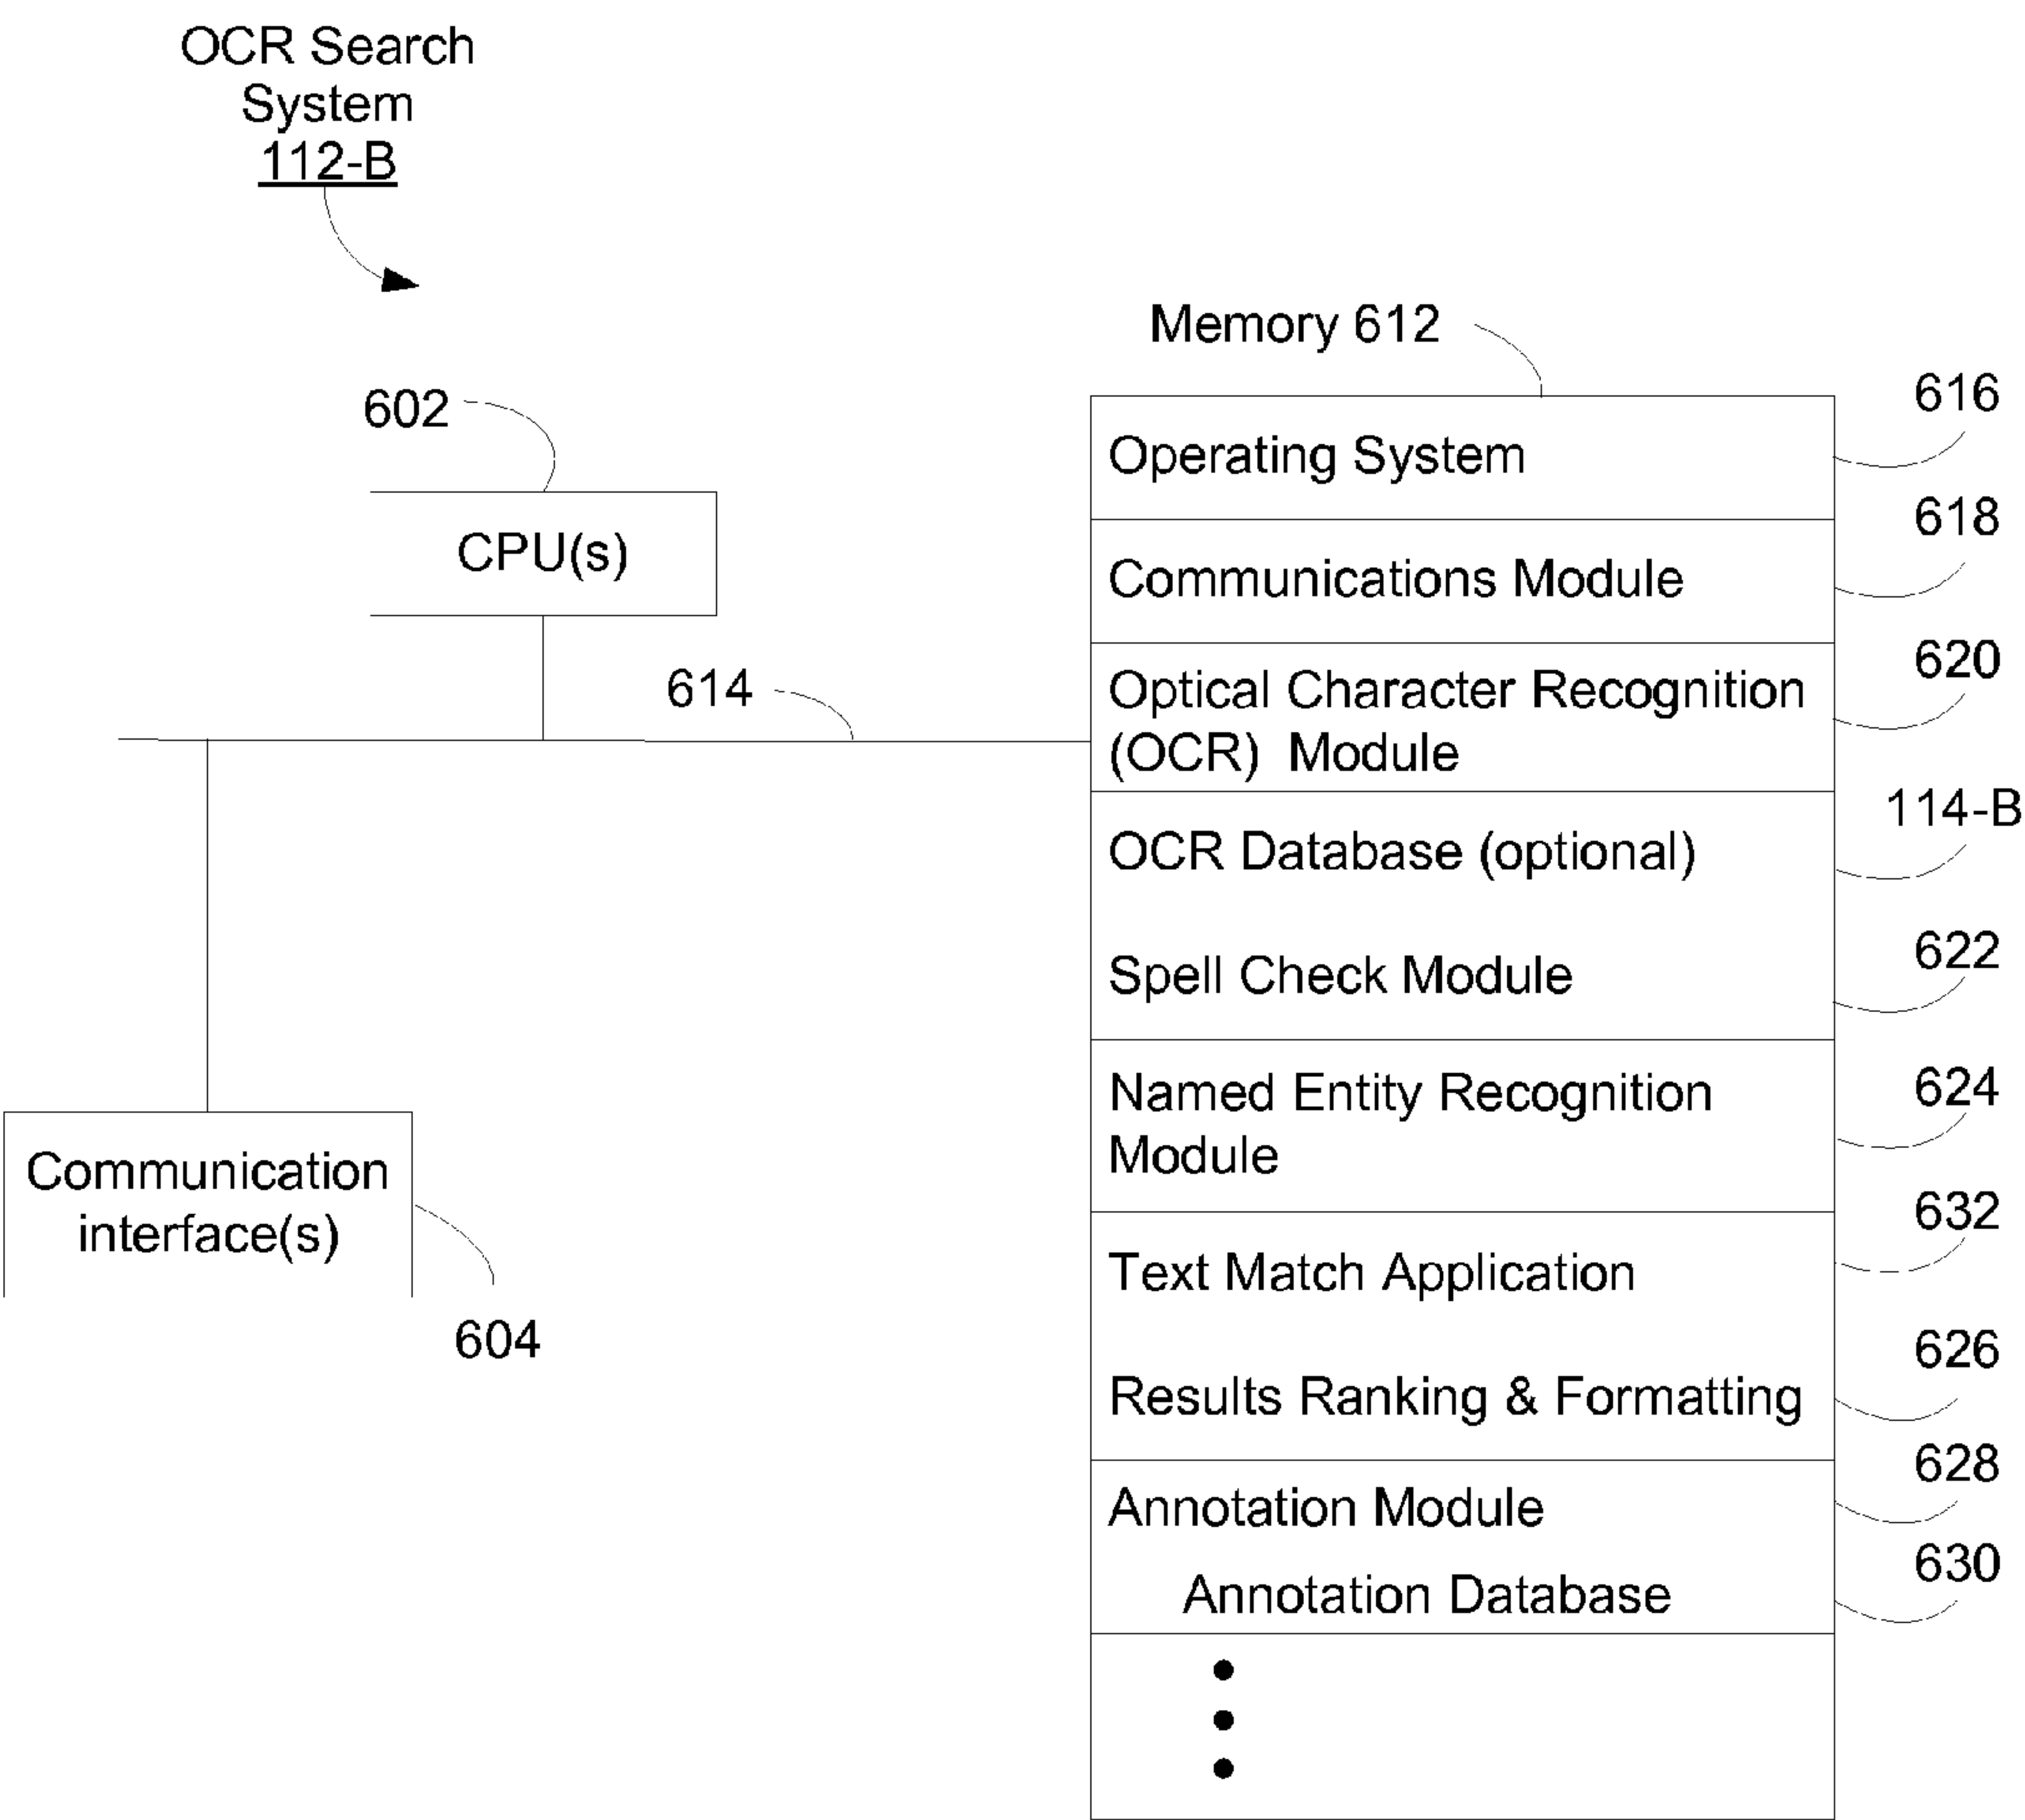 OCR Search
System
112-B
Memory 612
602
616
Operating System
618
CPU(s)
Communications Module
614
620
Optical Character Recognition
(OCR) Module
114-B
OCR Database (optional)
622
Spell Check Module
624
Named Entity Recognition
Module
Communication
interface(s)
604
632
Text Match Application
626
Results Ranking & Formatting
628
Annotation Module
630
Annotation Database